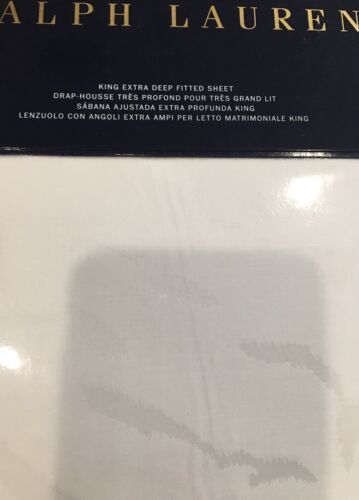 ALPH LAUREN
KING EXTRA DEEP FITTED SHEET
DRAP-HOUSSE TRÈS PROFOND POUR TRÈS GRAND LIT
SÁBANA AJUSTADA EXTRA PROFUNDA KING
LENZUOLO CON ANGOLI EXTRA AMPI PER LETTO MATRIMONIALE KING